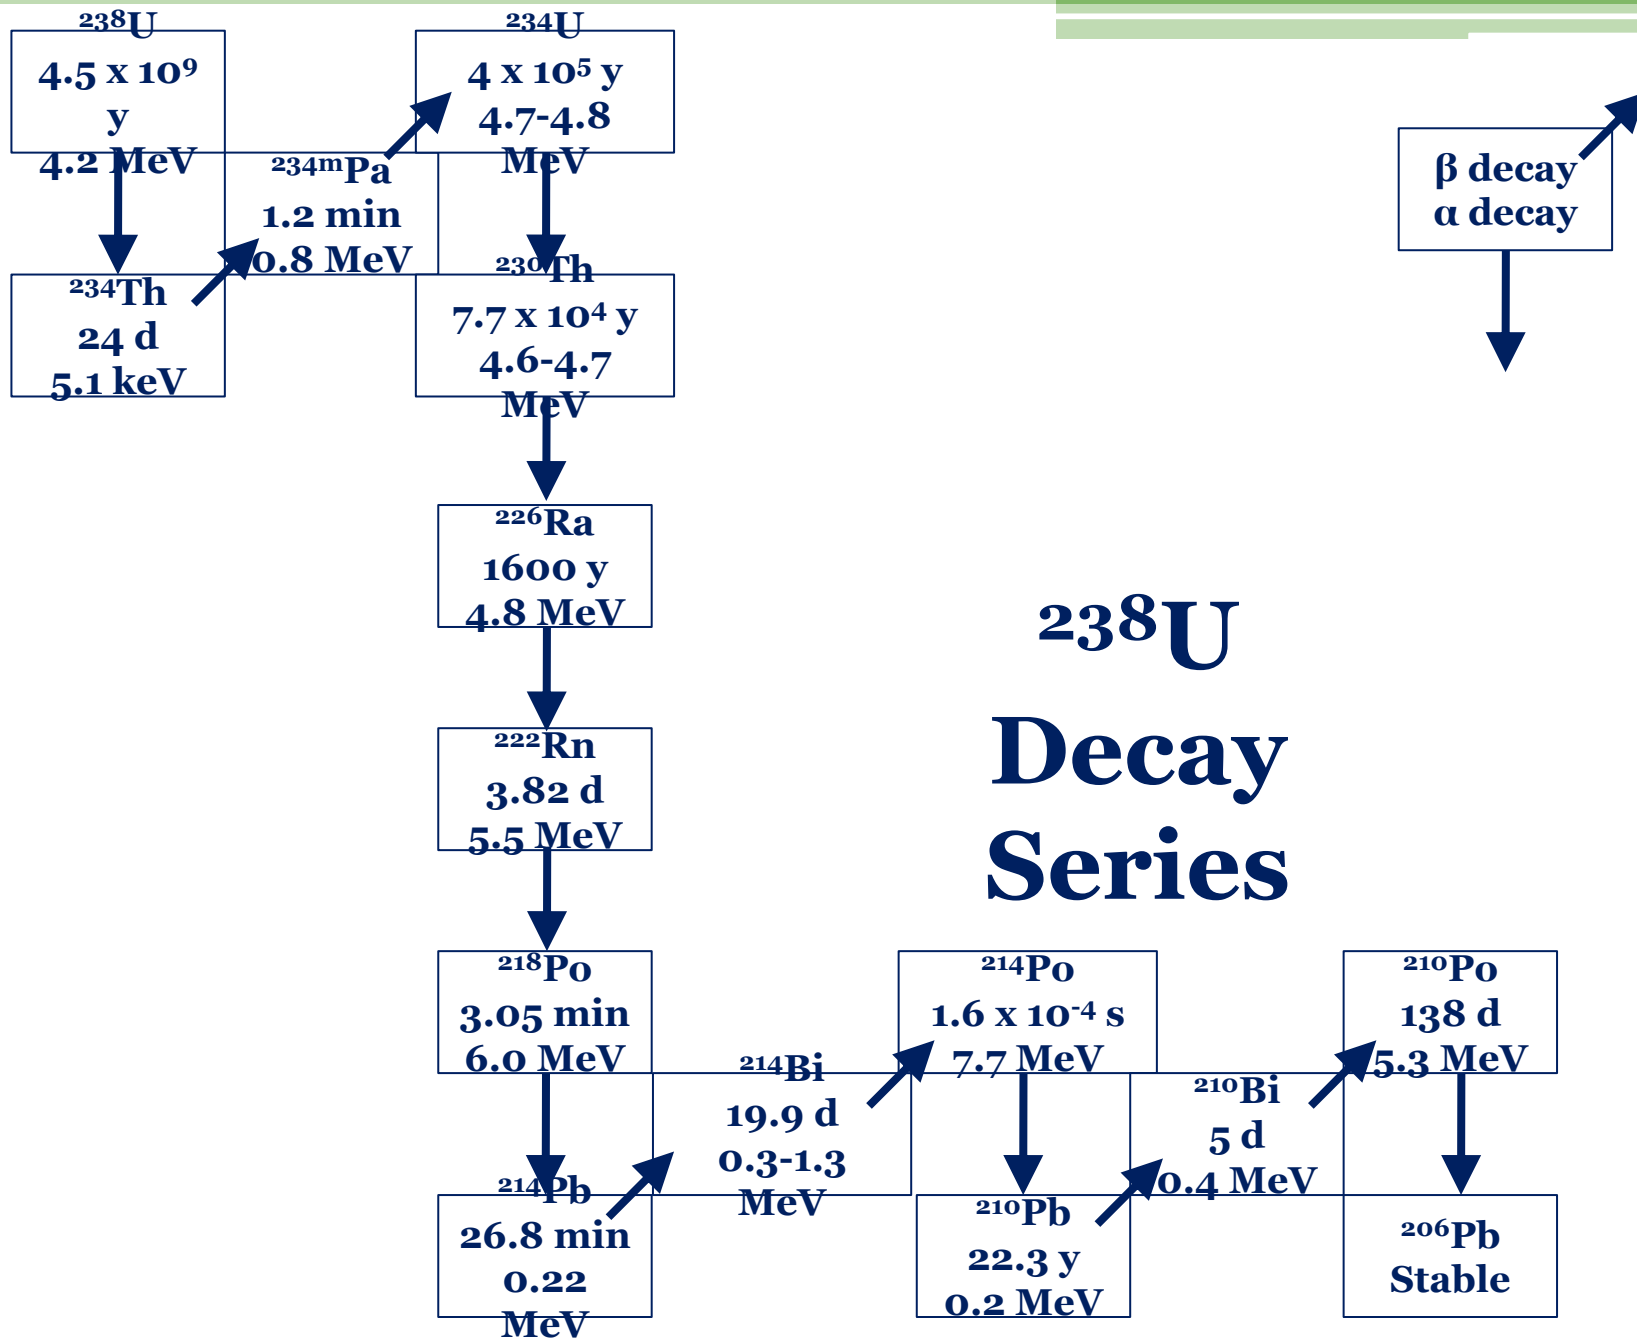 ²³⁸U
4.5 x 10⁹
y
4.2 MeV
²³⁴ᵐPa
1.2 min
0.8 MeV
²³⁴U
4 x 10⁵ y
4.7-4.8
MeV
β decay
α decay
²³⁴Th
24 d
5.1 keV
²³⁰Th
7.7 x 10⁴ y
4.6-4.7
MeV
²²⁶Ra
1600 y
4.8 MeV
²³⁸U
Decay
Series
²²²Rn
3.82 d
5.5 MeV
²¹⁸Po
3.05 min
6.0 MeV
²¹⁴Bi
19.9 d
0.3-1.3
MeV
²¹⁴Po
1.6 x 10⁻⁴ s
7.7 MeV
²¹⁰Bi
5 d
0.4 MeV
²¹⁰Po
138 d
5.3 MeV
²¹⁴Pb
26.8 min
0.22
MeV
²¹⁰Pb
22.3 y
0.2 MeV
²⁰⁶Pb
Stable